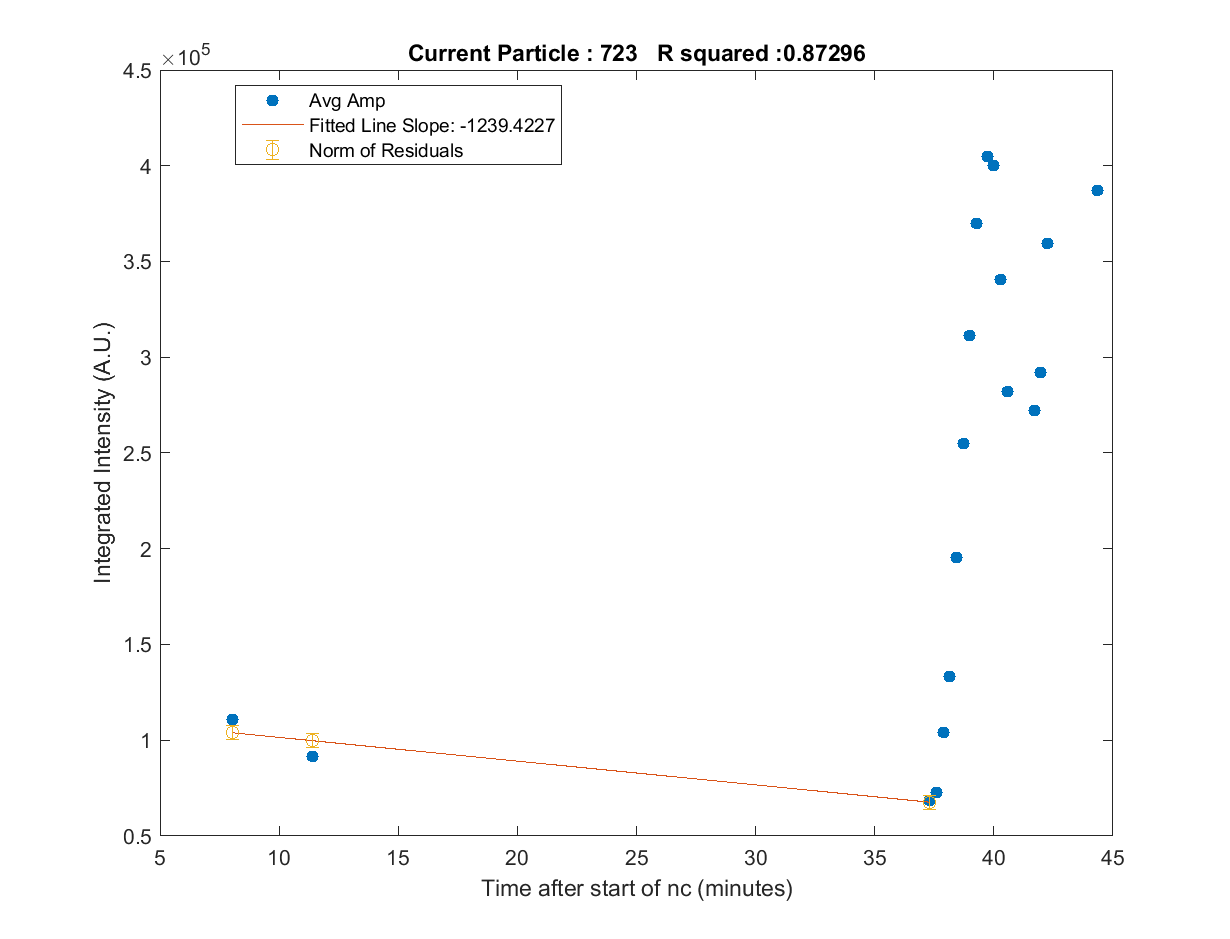 Current Particle : 723   R squared :0.87296
×10^5
4.5
4
3.5
3
2.5
2
1.5
1
0.5
Integrated Intensity (A.U.)
Avg Amp
Fitted Line Slope: -1239.4227
Norm of Residuals
5 10 15 20 25 30 35 40 45
Time after start of nc (minutes)